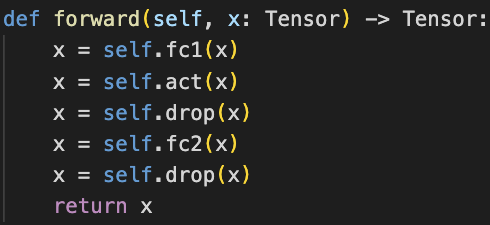 def forward(self, x: Tensor) -> Tensor:
    x = self.fc1(x)
    x = self.act(x)
    x = self.drop(x)
    x = self.fc2(x)
    x = self.drop(x)
    return x